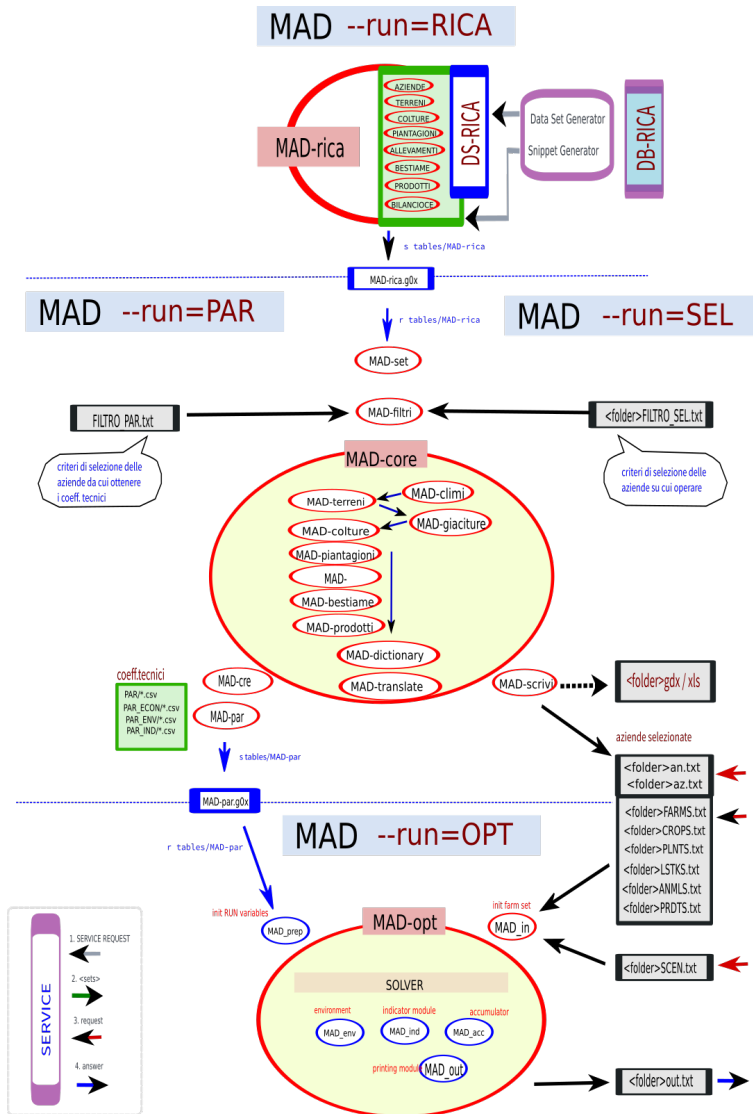 MAD --run=RICA
AZIENDE
TERRENI
COLTURE
PIANTAGIONI
ALLEVAMENTI
BESTIAME
PRODOTTI
BILANCIOCE
MAD-rica
DS-RICA
Data Set Generator
Snippet Generator
DB-RICA
s tables/MAD-rica
MAD-rica.g0x
MAD --run=PAR
MAD --run=SEL
r tables/MAD-rica
MAD-set
FILTRO_PAR.txt
MAD-filtri
<folder>FILTRO_SEL.txt
criteri di selezione delle
aziende da cui ottenere
i coeff. tecnici
criteri di selezione delle
aziende su cui operare
MAD-core
MAD-climi
MAD-terreni
MAD-giaciture
MAD-colture
MAD-piantagioni
MAD-
MAD-bestiame
MAD-prodotti
MAD-dictionary
MAD-translate
coeff.tecnici
PAR/*.csv
PAR_ECON/*.csv
PAR_ENV/*.csv
PAR_IND/*.csv
MAD-cre
MAD-par
MAD-scrivi
<folder>gdx / xls
s tables/MAD-par
aziende selezionate
<folder>an.txt
<folder>az.txt
<folder>FARMS.txt
<folder>CROPS.txt
<folder>PLNTS.txt
<folder>LSTKS.txt
<folder>ANMLS.txt
<folder>PRDTS.txt
MAD-par.g0x
MAD --run=OPT
r tables/MAD-par
init RUN variables
MAD_prep
MAD-opt
init farm set
MAD_in
<folder>SCEN.txt
SOLVER
environment
MAD_env
indicator module
MAD_ind
accumulator
MAD_acc
printing module
MAD_out
<folder>out.txt
SERVICE
1. SERVICE REQUEST
2. <sets>
3. request
4. answer